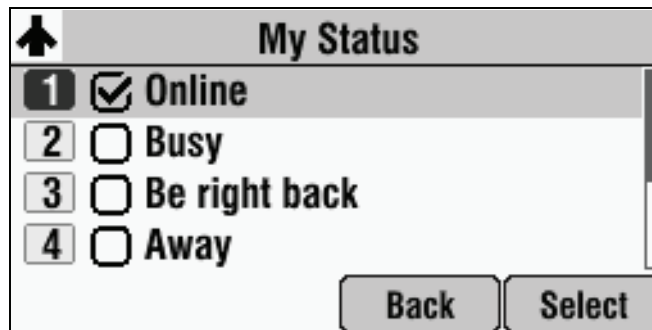 My Status
1 Online
2 Busy
3 Be right back
4 Away
Back Select